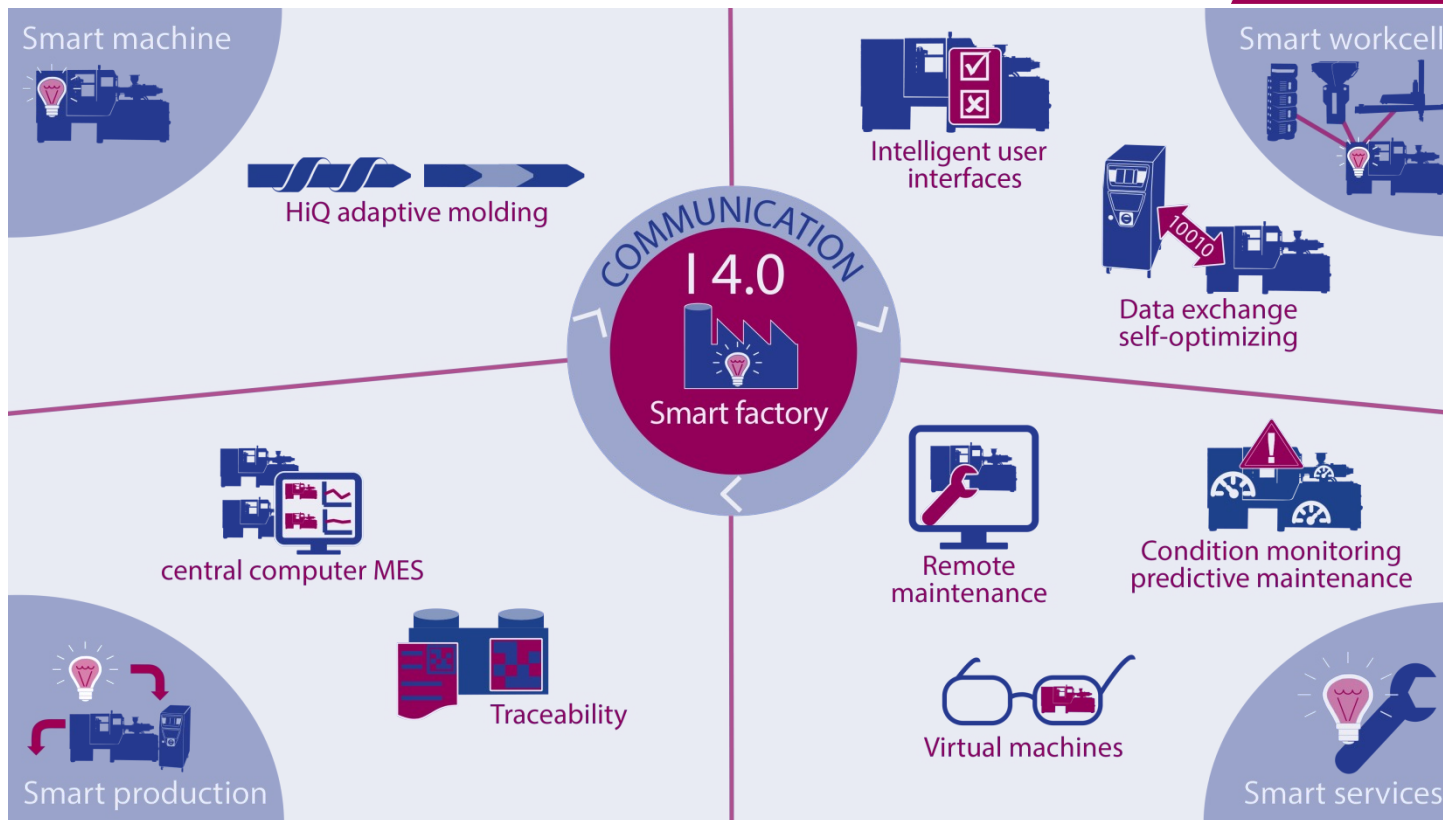 Smart machine
HiQ adaptive molding
Intelligent user
interfaces
Smart workcell
10010
Data exchange
self-optimizing
COMMUNICATION
I 4.0
Smart factory
central computer MES
Traceability
Smart production
Remote
maintenance
Condition monitoring
predictive maintenance
Virtual machines
Smart services